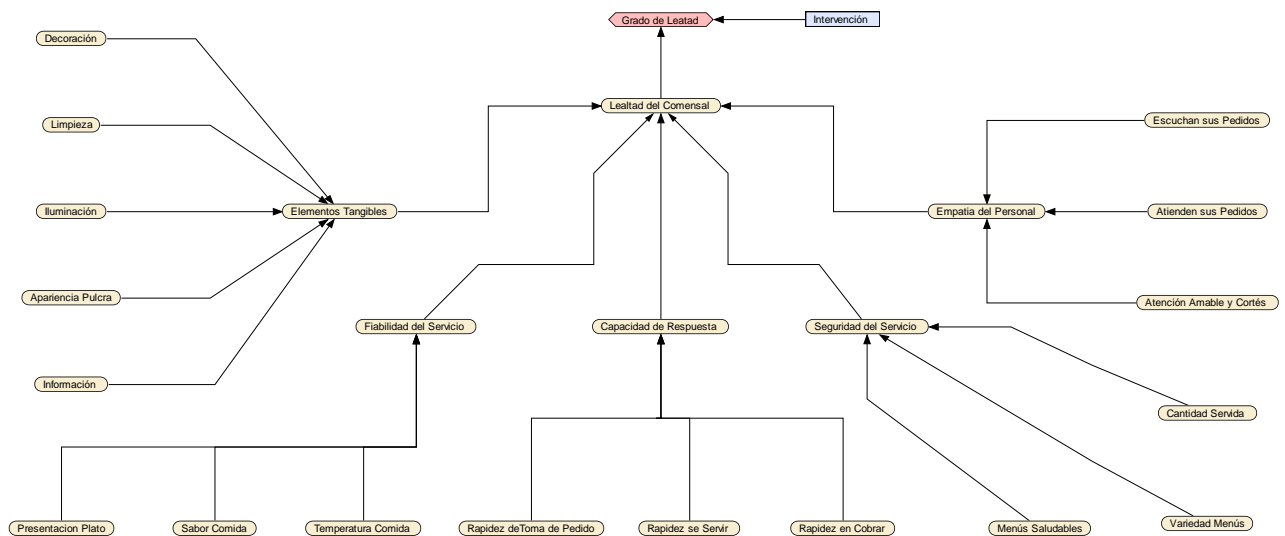 Grado de Leatad
Intervención
Decoración
Lealtad del Comensal
Limpieza
Escuchan sus Pedidos
Iluminación
Elementos Tangibles
Empatia del Personal
Atienden sus Pedidos
Apariencia Pulcra
Atención Amable y Cortés
Fiabilidad del Servicio
Capacidad de Respuesta
Seguridad del Servicio
Información
Cantidad Servida
Presentacion Plato
Sabor Comida
Temperatura Comida
Rapidez deToma de Pedido
Rapidez se Servir
Rapidez en Cobrar
Menús Saludables
Variedad Menús